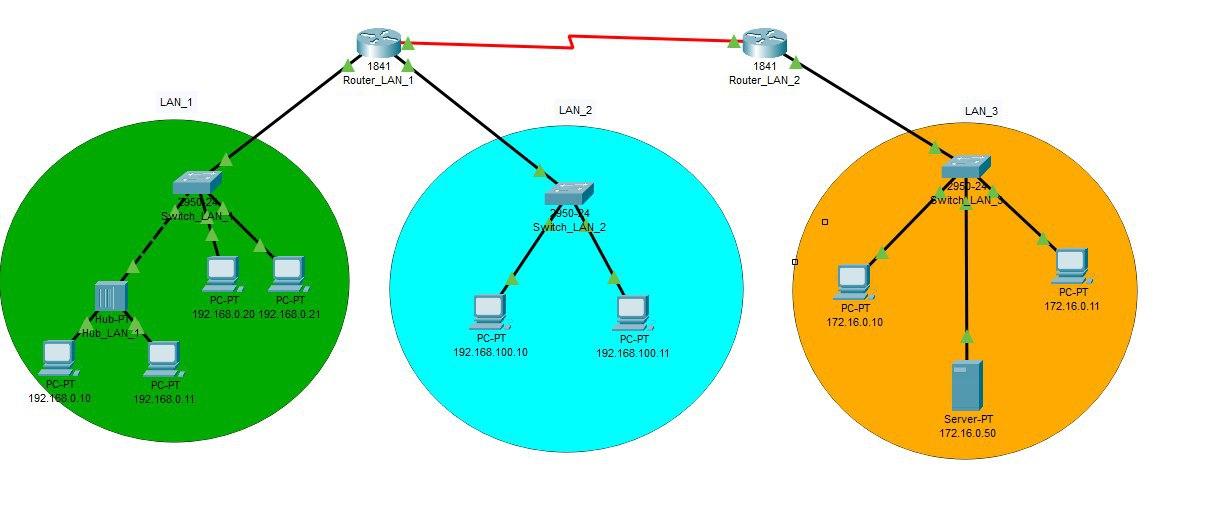 1841
Router_LAN_1
1841
Router_LAN_2
LAN_1
2950-24
Switch_LAN_1
PC-PT
192.168.0.20
PC-PT
192.168.0.21
Hub-PT
Hub_LAN_1
PC-PT
192.168.0.10
PC-PT
192.168.0.11
LAN_2
2950-24
Switch_LAN_2
PC-PT
192.168.100.10
PC-PT
192.168.100.11
LAN_3
2950-24
Switch_LAN_3
PC-PT
172.16.0.10
PC-PT
172.16.0.11
Server-PT
172.16.0.50